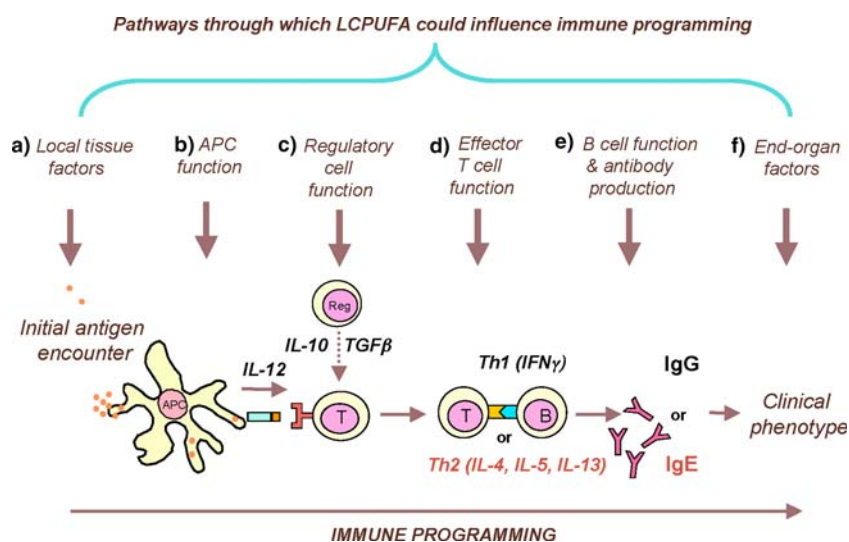 Pathways through which LCPUFA could influence immune programming
a) Local tissue factors
b) APC function
c) Regulatory cell function
d) Effector T cell function
e) B cell function & antibody production
f) End-organ factors
Reg
Initial antigen encounter
IL-10
TGFβ
IL-12
APC
T
Th1 (IFNγ)
T
B
or
Th2 (IL-4, IL-5, IL-13)
IgG
or
IgE
Clinical phenotype
IMMUNE PROGRAMMING